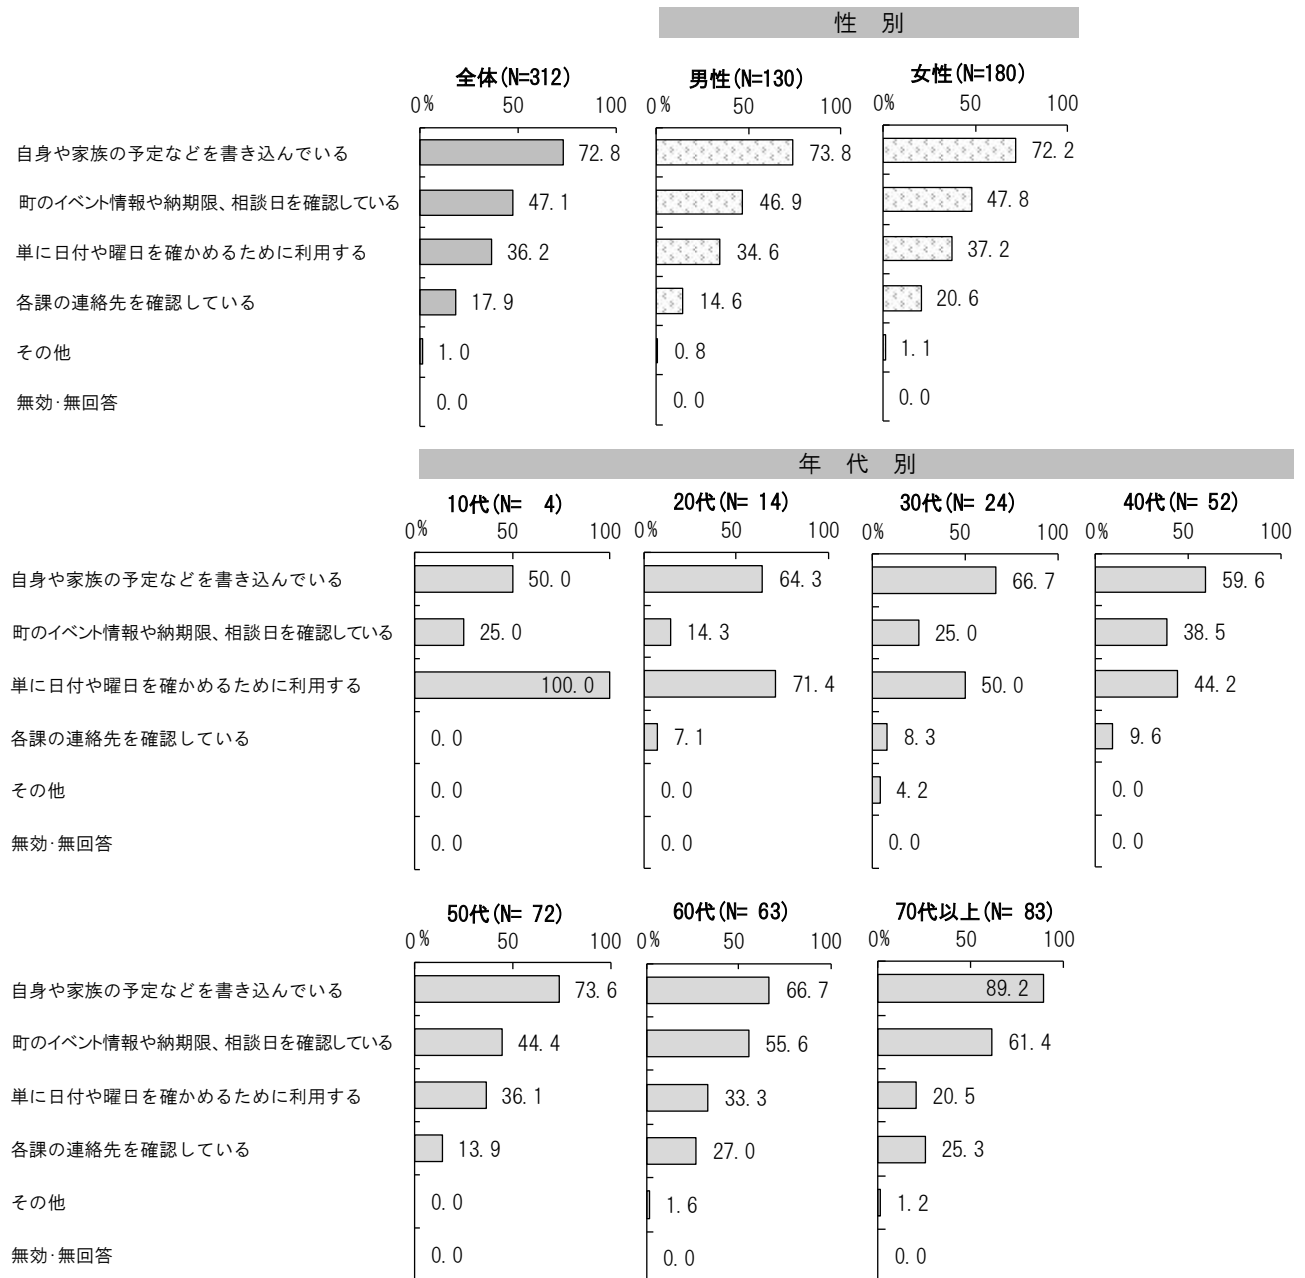 性 別
全体(N=312) 男性(N=130) 女性(N=180)
0% 50 100 0% 50 100 0% 50 100
自身や家族の予定などを書き込んでいる 72.8 73.8 72.2
町のイベント情報や納期限、相談日を確認している 47.1 46.9 47.8
単に日付や曜日を確かめるために利用する 36.2 34.6 37.2
各課の連絡先を確認している 17.9 14.6 20.6
その他 1.0 0.8 1.1
無効・無回答 0.0 0.0 0.0
年 代 別
10代(N= 4) 20代(N= 14) 30代(N= 24) 40代(N= 52)
0% 50 100 0% 50 100 0% 50 100 0% 50 100
自身や家族の予定などを書き込んでいる 50.0 64.3 66.7 59.6
町のイベント情報や納期限、相談日を確認している 25.0 14.3 25.0 38.5
単に日付や曜日を確かめるために利用する 100.0 71.4 50.0 44.2
各課の連絡先を確認している 0.0 7.1 8.3 9.6
その他 0.0 0.0 4.2 0.0
無効・無回答 0.0 0.0 0.0 0.0
50代(N= 72) 60代(N= 63) 70代以上(N= 83)
0% 50 100 0% 50 100 0% 50 100
自身や家族の予定などを書き込んでいる 73.6 66.7 89.2
町のイベント情報や納期限、相談日を確認している 44.4 55.6 61.4
単に日付や曜日を確かめるために利用する 36.1 33.3 20.5
各課の連絡先を確認している 13.9 27.0 25.3
その他 0.0 1.6 1.2
無効・無回答 0.0 0.0 0.0